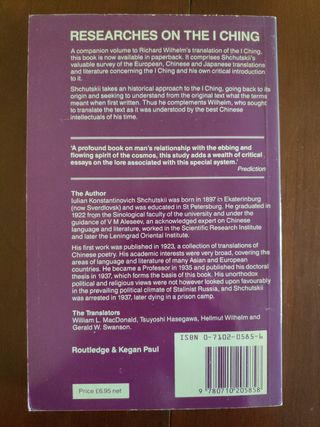 RESEARCHES ON THE I CHING
A companion volume to Richard Wilhelm's translation of the I Ching,
this book is now available in paperback. It comprises Shchutskii's
valuable survey of the European, Chinese and Japanese translations
and literature concerning the I Ching and his own critical introduction
to it.
Shchutskii takes an historical approach to the I Ching, going back to its
origin and seeking to understand from the original text what the terms
meant when first written. Thus he complements Wilhelm, who sought
to translate the text as it was understood by the best Chinese
intellectuals of his time.
'A profound book on man's relationship with the ebbing and
flowing spirit of the cosmos, this study adds a wealth of critical
essays on the lore associated with this special system.'
Prediction
The Author
Iulian Konstantinovich Shchutskii was born in 1897 in Ekaterinburg
(now Sverdlovsk) and was educated in St Petersburg. He graduated in
1922 from the Sinological faculty of the university and under the
guidance of V M Alexeev, an acknowledged expert on Chinese
language and literature, worked in the Scientific Research Institute
and later the Leningrad Oriental Institute.
His first work was published in 1923, a collection of translations of
Chinese poetry. His academic interests were very broad, covering the
areas of language and literature of many Asian and European
countries. He became a Professor in 1935 and published his doctoral
thesis in 1937, which forms the basis of this book. His unorthodox
political and religious views were not however looked upon favourably
in the prevailing political climate of Stalinist Russia, and Shchutskii
was arrested in 1937, later dying in a prison camp.
The Translators
William L. MacDonald, Tsuyoshi Hasegawa, Hellmut Wilhelm and
Gerald W. Swanson.
Routledge & Kegan Paul
ISBN 0-7102-0585-6
9 780710 205858
Price £6.95 net